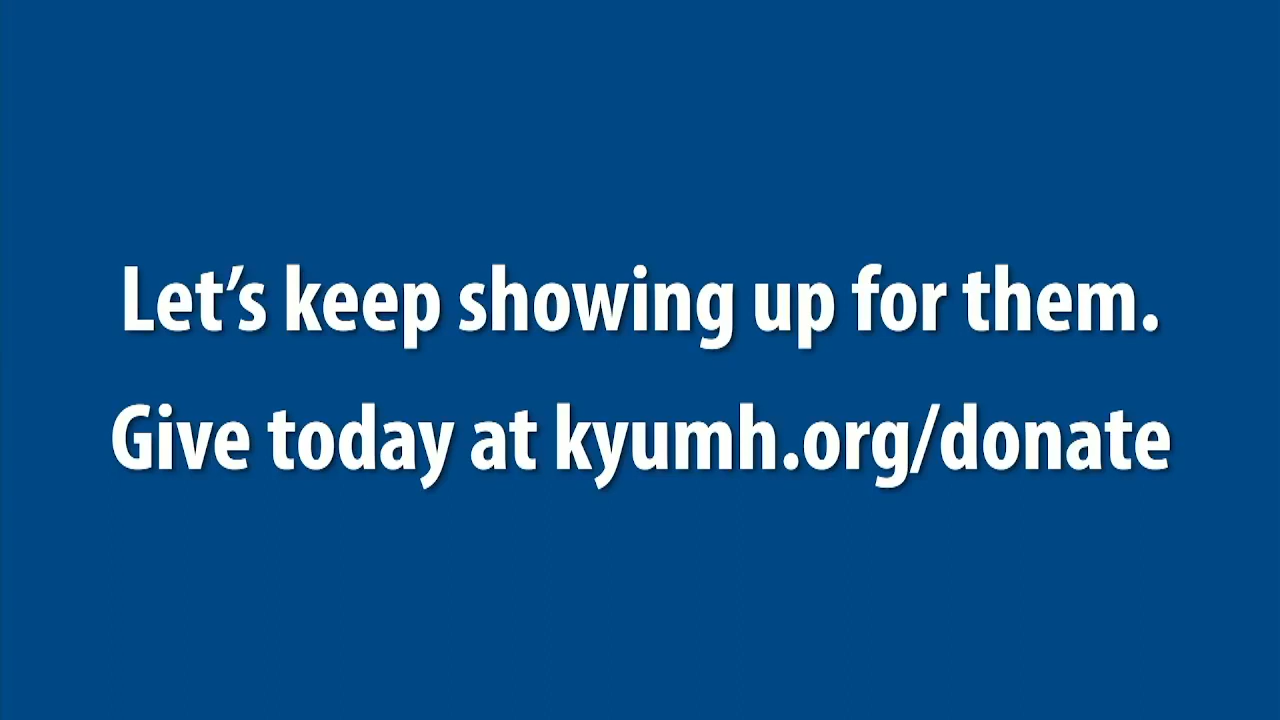 Let’s keep showing up for them.
Give today at kyumh.org/donate